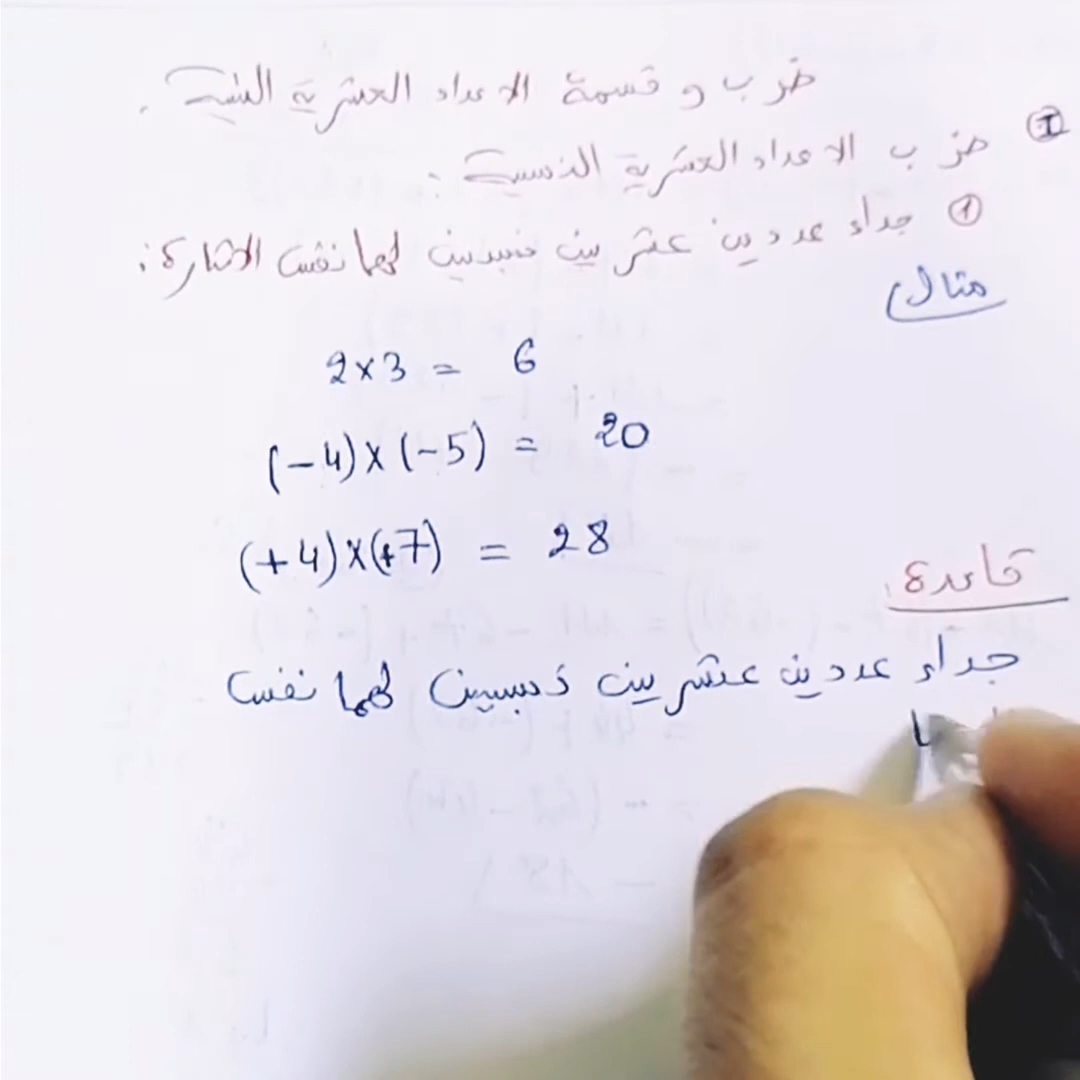 ضرب و قسمة الاعداد العشرية النسبية .
I ضرب الاعداد العشرية النسبية :
1 جداء عددين عشريين نسبيين لهما نفس الاشارة :
مثال
2×3 = 6
(-4)×(-5) = 20
(+4)×(+7) = 28
قاعدة :
جداء عددين عشريين نسبيين لهما نفس